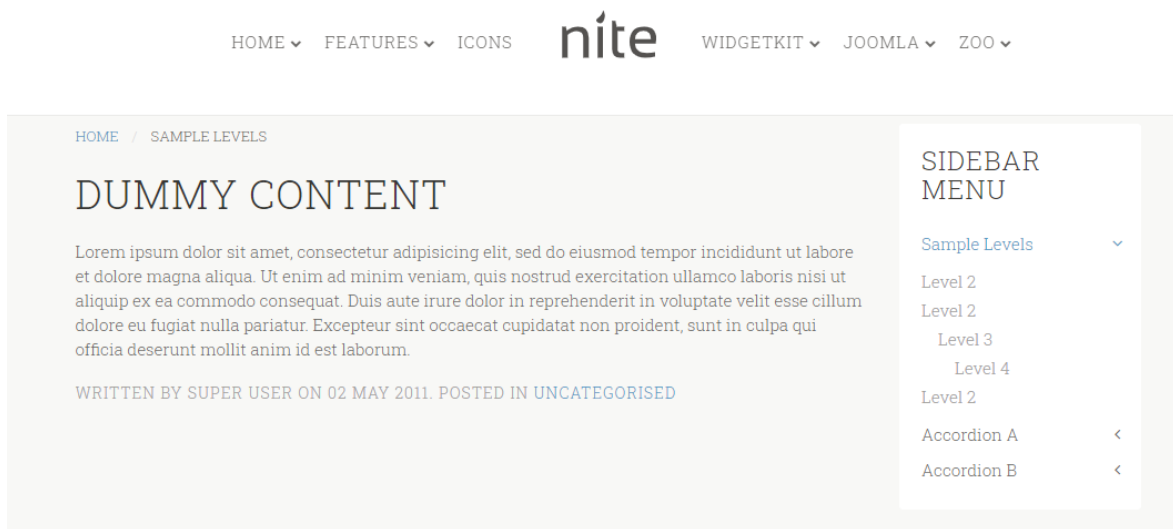 HOME FEATURES ICONS nite WIDGETKIT JOOMLA ZOO
HOME / SAMPLE LEVELS
DUMMY CONTENT
Lorem ipsum dolor sit amet, consectetur adipisicing elit, sed do eiusmod tempor incididunt ut labore
et dolore magna aliqua. Ut enim ad minim veniam, quis nostrud exercitation ullamco laboris nisi ut
aliquip ex ea commodo consequat. Duis aute irure dolor in reprehenderit in voluptate velit esse cillum
dolore eu fugiat nulla pariatur. Excepteur sint occaecat cupidatat non proident, sunt in culpa qui
officia deserunt mollit anim id est laborum.
WRITTEN BY SUPER USER ON 02 MAY 2011. POSTED IN UNCATEGORISED
SIDEBAR
MENU
Sample Levels
Level 2
Level 2
Level 3
Level 4
Level 2
Accordion A
Accordion B